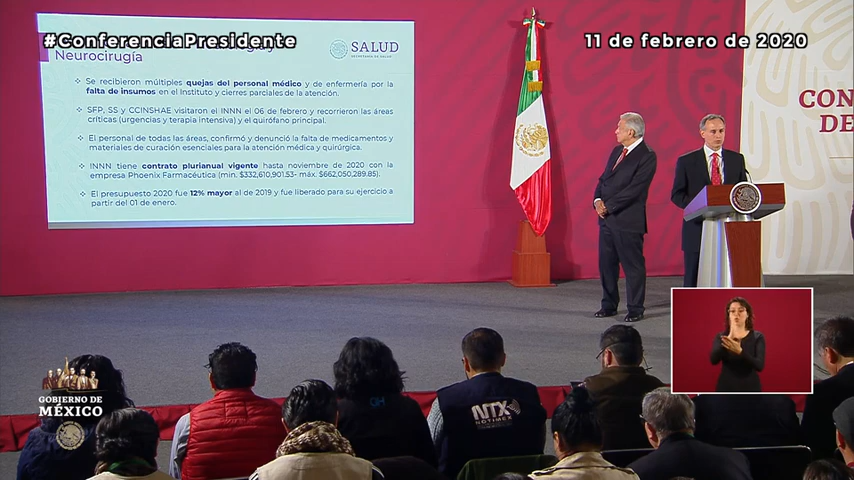 #ConferenciaPresidente
11 de febrero de 2020
Neurocirugía
SALUD
SECRETARÍA DE SALUD
• Se recibieron múltiples quejas del personal médico y de enfermería por la
falta de insumos en el Instituto y cierres parciales de la atención.
• SFP, SS y CCINSHAE visitaron el INNN el 06 de febrero y recorrieron las áreas
críticas (urgencias y terapia intensiva) y el quirófano principal.
• El personal de todas las áreas, confirmó y denunció la falta de medicamentos y
materiales de curación esenciales para la atención médica y quirúrgica.
• INNN tiene contrato plurianual vigente hasta noviembre de 2020 con la
empresa Phoenix Farmacéutica (min. $332,610,901.53- máx. $662,050,289.85).
• El presupuesto 2020 fue 12% mayor al de 2019 y fue liberado para su ejercicio a
partir del 01 de enero.
CON
DE
NTX
NOTIMEX
GOBIERNO DE
MÉXICO